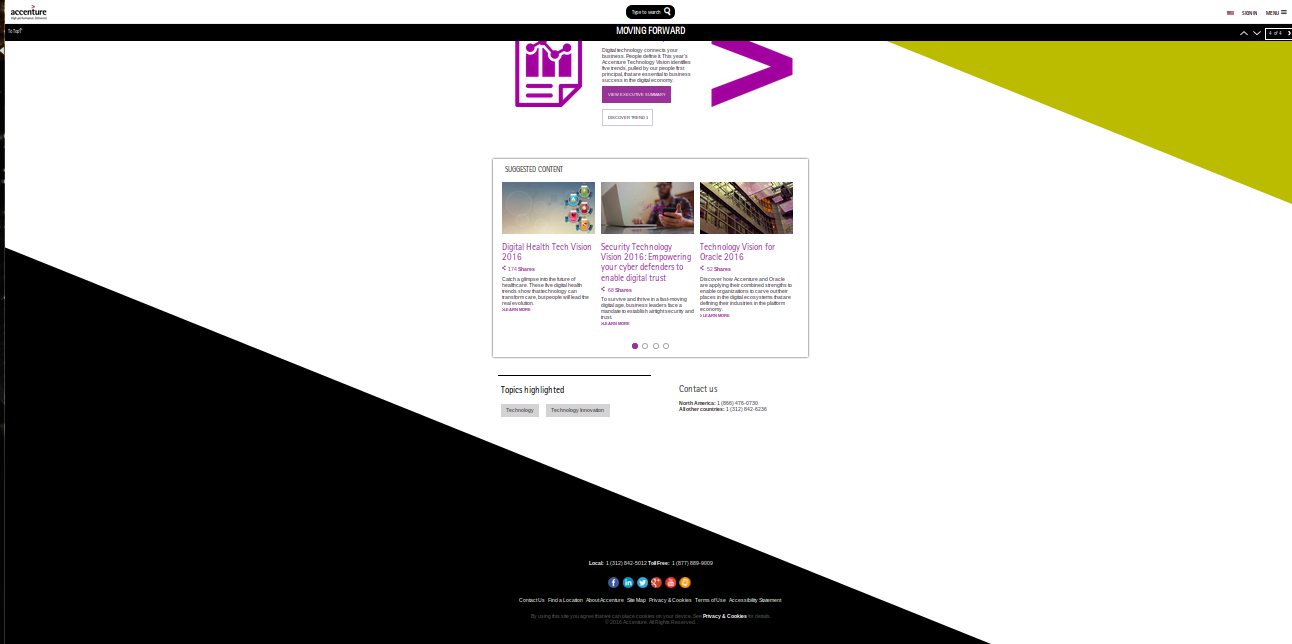 accenture
High performance. Delivered.
Type to search
SIGN IN
MENU
To Top
MOVING FORWARD
4 of 4
Digital technology connects your
business. People define it. This year's
Accenture Technology Vision identifies
five trends, pulled by our people first
principal, that are essential to business
success in the digital economy.
VIEW EXECUTIVE SUMMARY
DISCOVER TREND 1
SUGGESTED CONTENT
Digital Health Tech Vision
2016
174 Shares
Catch a glimpse into the future of
healthcare. These five digital health
trends show that technology can
transform care, but people will lead the
real evolution.
>LEARN MORE
Security Technology
Vision 2016: Empowering
your cyber defenders to
enable digital trust
68 Shares
To survive and thrive in a fast-moving
digital age, business leaders face a
mandate to establish airtight security and
trust.
>LEARN MORE
Technology Vision for
Oracle 2016
52 Shares
Discover how Accenture and Oracle
are applying their combined strengths to
enable organizations to carve out their
places in the digital ecosystems that are
defining their industries in the platform
economy.
> LEARN MORE
Topics highlighted
Technology
Technology Innovation
Contact us
North America: 1 (866) 476-0730
All other countries: 1 (312) 842-6236
Local: 1 (312) 842-5012 Toll Free: 1 (877) 889-9009
Contact Us Find a Location About Accenture Site Map Privacy & Cookies Terms of Use Accessibility Statement
By using this site you agree that we can place cookies on your device. See Privacy & Cookies for details.
© 2016 Accenture. All Rights Reserved.